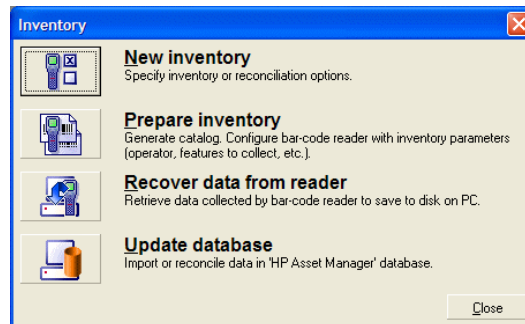 Inventory
New inventory
Specify inventory or reconciliation options.
Prepare inventory
Generate catalog. Configure bar-code reader with inventory parameters
(operator, features to collect, etc.).
Recover data from reader
Retrieve data collected by bar-code reader to save to disk on PC.
Update database
Import or reconcile data in 'HP Asset Manager' database.
Close